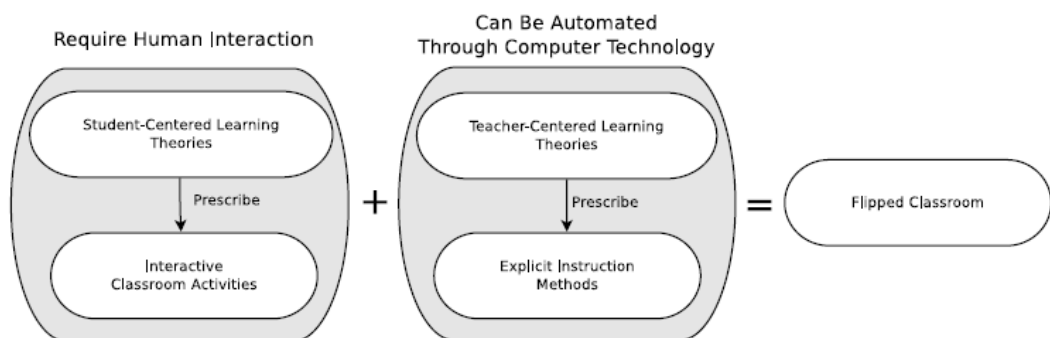 Require Human Interaction
Can Be Automated
Through Computer Technology
Student-Centered Learning
Theories
Prescribe
Interactive
Classroom Activities
+
Teacher-Centered Learning
Theories
Prescribe
Explicit Instruction
Methods
=
Flipped Classroom